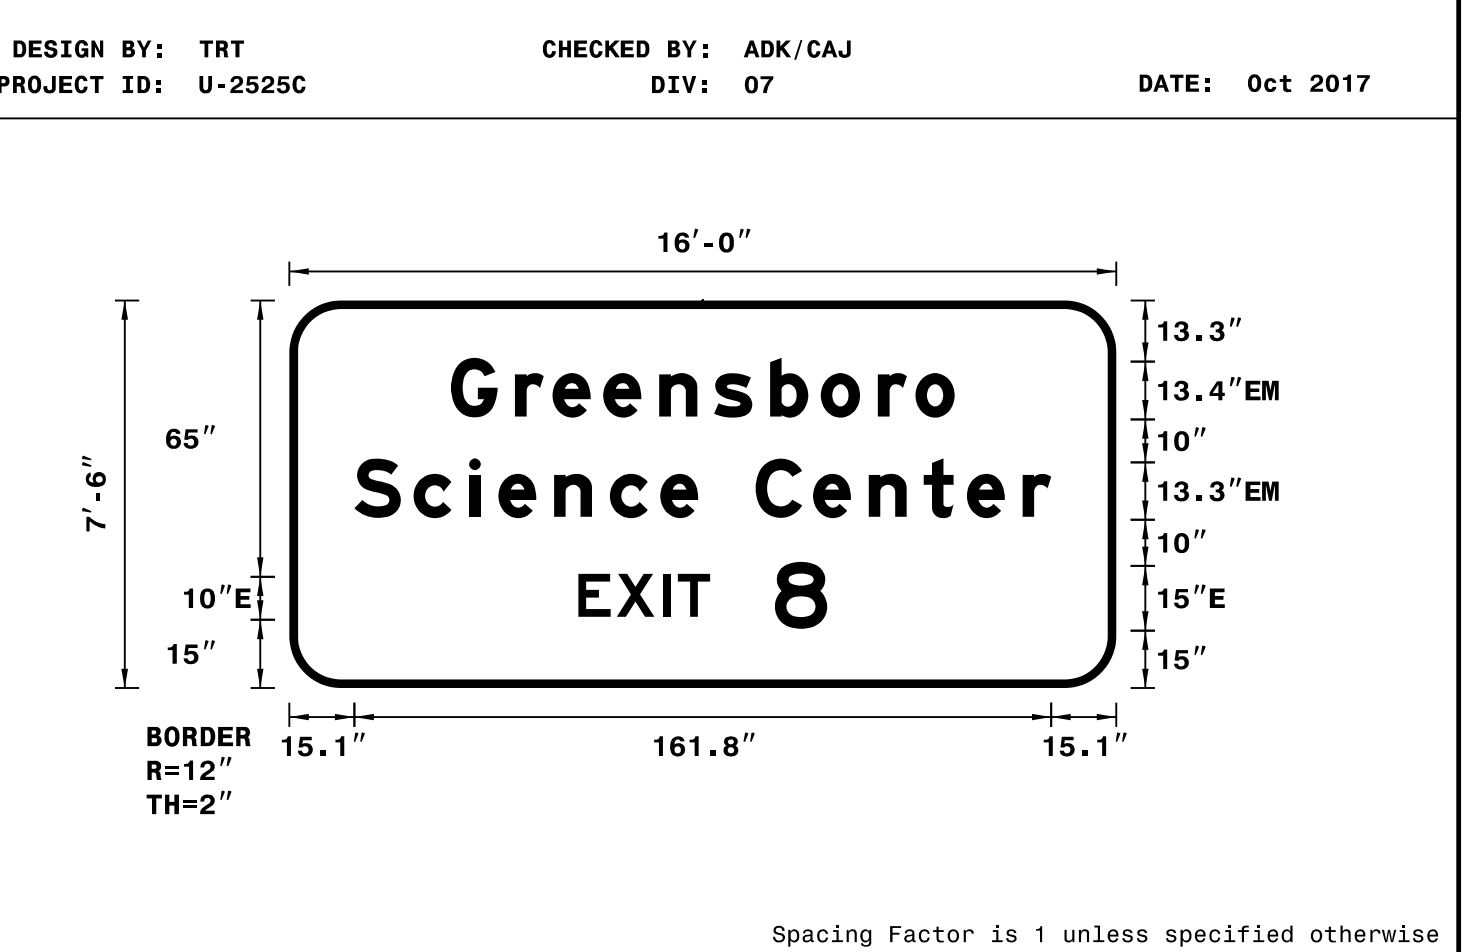 DESIGN BY: TRT CHECKED BY: ADK/CAJ
PROJECT ID: U-2525C DIV: 07 DATE: Oct 2017
16'-0"
13.3"
Greensboro
13.4"EM
65"
10"
7'-6"
Science Center
13.3"EM
10"
10"E
EXIT 8
15"E
15"
15"
BORDER
R=12"
TH=2"
15.1" 161.8" 15.1"
Spacing Factor is 1 unless specified otherwise